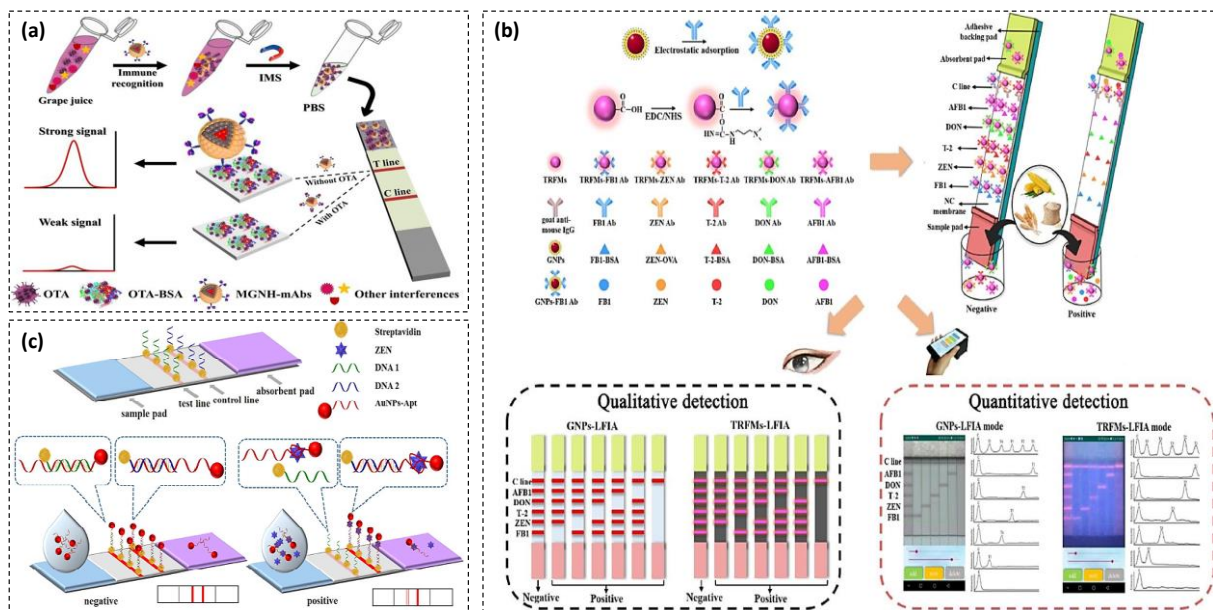 (a)
Grape juice
Immune
recognition
IMS
PBS
Strong signal
Weak signal
Without OTA
With OTA
T line
C line
OTA
OTA-BSA
MGNH-mAbs
Other interferences
(b)
Electrostatic adsorption
C
O
OH
EDC/NHS
C
O
O
HN
C
N
H
N
TRFMs
TRFMs-FB1 Ab
TRFMs-ZEN Ab
TRFMs-T-2 Ab
TRFMs-DON Ab
TRFMs-AFB1 Ab
goat anti-
mouse IgG
FB1 Ab
ZEN Ab
T-2 Ab
DON Ab
AFB1 Ab
GNPs
FB1-BSA
ZEN-OVA
T-2-BSA
DON-BSA
AFB1-BSA
GNPs-FB1 Ab
FB1
ZEN
T-2
DON
AFB1
Adhesive
backing pad
Absorbent pad
C line
AFB1
DON
T-2
ZEN
FB1
NC
membrane
Sample pad
Negative
Positive
Qualitative detection
GNPs-LFIA
TRFMs-LFIA
C line
AFB1
DON
T-2
ZEN
FB1
Negative
Positive
Negative
Positive
Quantitative detection
GNPs-LFIA mode
TRFMs-LFIA mode
C line
AFB1
DON
T-2
ZEN
FB1
(c)
Streptavidin
ZEN
DNA 1
DNA 2
AuNPs-Apt
sample pad
test line
control line
absorbent pad
negative
positive